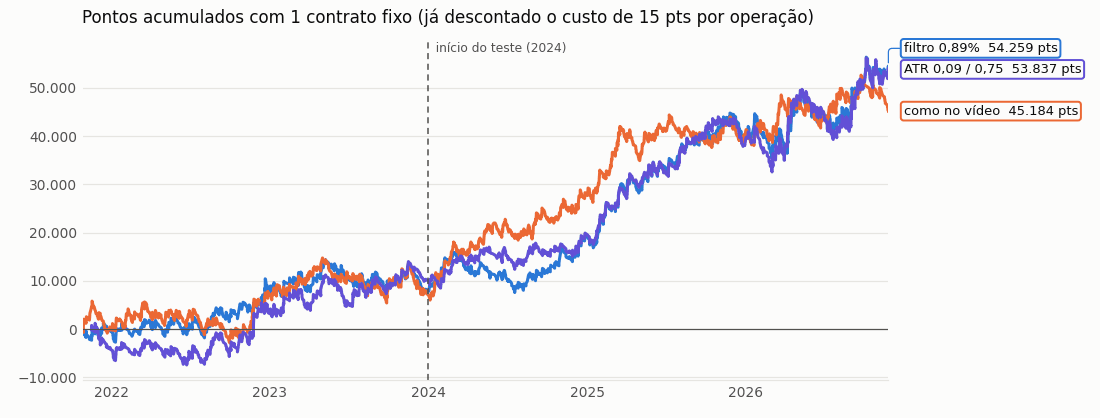 Pontos acumulados com 1 contrato fixo (já descontado o custo de 15 pts por operação)
início do teste (2024)
filtro 0,89%  54.259 pts
ATR 0,09 / 0,75  53.837 pts
como no vídeo  45.184 pts
50.000
40.000
30.000
20.000
10.000
0
−10.000
2022
2023
2024
2025
2026